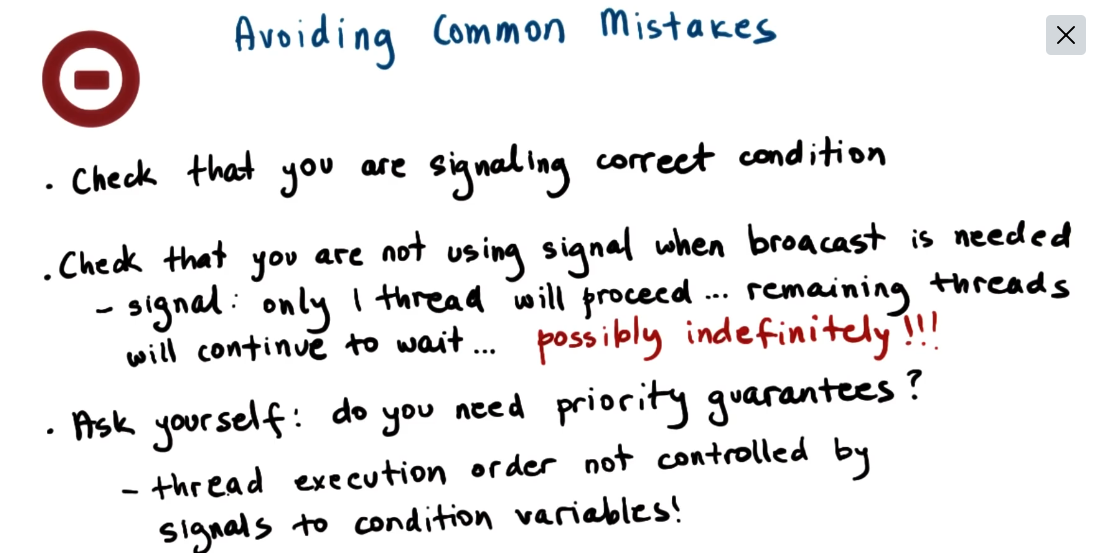 Avoiding Common Mistakes
. Check that you are signaling correct condition
. Check that you are not using signal when broacast is needed
- signal: only 1 thread will proceed ... remaining threads
will continue to wait ... possibly indefinitely!!!
. Ask yourself: do you need priority guarantees?
- thread execution order not controlled by
signals to condition variables!